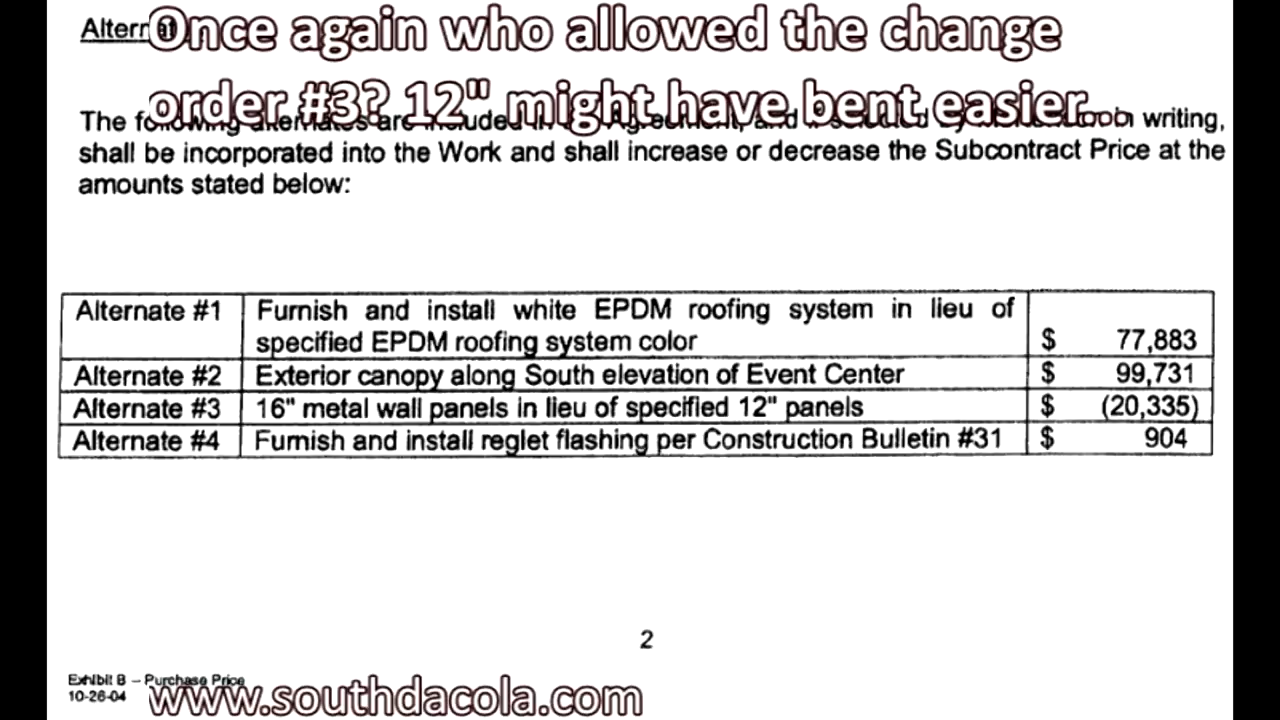 Once again who allowed the change
order #3? 12" might have bent easier.
The are in writing,
shall be incorporated into the Work and shall increase or decrease the Subcontract Price at the
amounts stated below:
Alternate #1 Furnish and install white EPDM roofing system in lieu of
specified EPDM roofing system color $ 77,883
Alternate #2 Exterior canopy along South elevation of Event Center $ 99,731
Alternate #3 16" metal wall panels in lieu of specified 12" panels $ (20,335)
Alternate #4 Furnish and install reglet flashing per Construction Bulletin #31 $ 904
2
Exhibit B – Purchase Price
10-26-04
www.southdacola.com